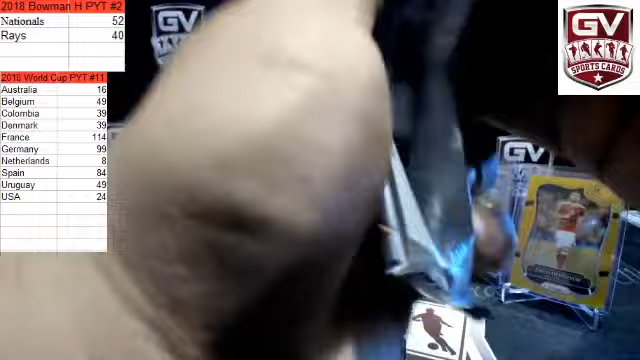 2018 Bowman H PYT #2
Nationals 52
Rays 40
2018 World Cup PYT #11
Australia 16
Belgium 49
Colombia 39
Denmark 39
France 114
Germany 99
Netherlands 8
Spain 84
Uruguay 49
USA 24
GV
SPORTS CARDS
GV
GV